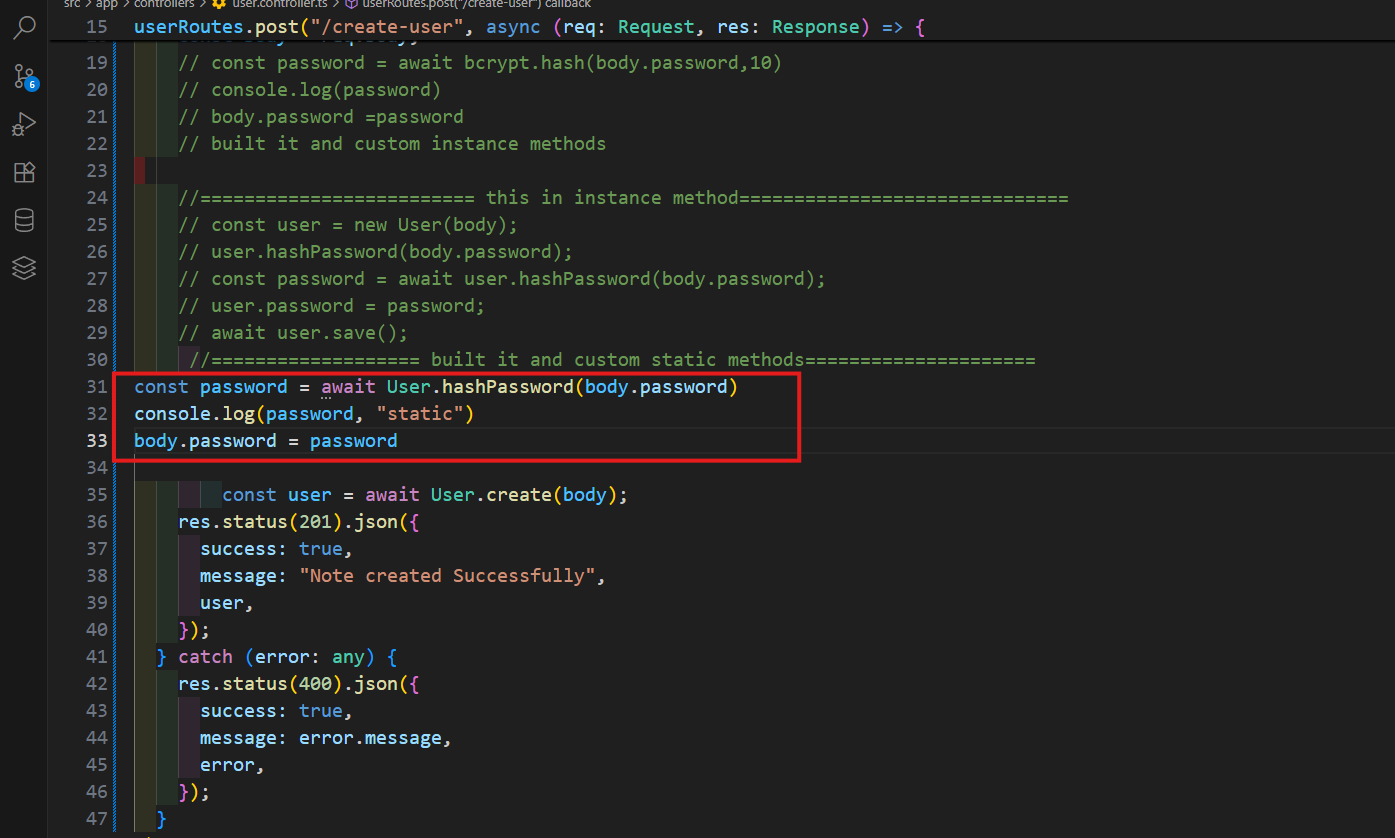 src > app > controllers > user.controller.ts > userRoutes.post("/create-user") callback
15 userRoutes.post("/create-user", async (req: Request, res: Response) => {
19 // const password = await bcrypt.hash(body.password,10)
20 // console.log(password)
21 // body.password =password
22 // built it and custom instance methods
23
24 //========================= this in instance method==============================
25 // const user = new User(body);
26 // user.hashPassword(body.password);
27 // const password = await user.hashPassword(body.password);
28 // user.password = password;
29 // await user.save();
30 //=================== built it and custom static methods=====================
31 const password = await User.hashPassword(body.password)
32 console.log(password, "static")
33 body.password = password
34
35 const user = await User.create(body);
36 res.status(201).json({
37 success: true,
38 message: "Note created Successfully",
39 user,
40 });
41 } catch (error: any) {
42 res.status(400).json({
43 success: true,
44 message: error.message,
45 error,
46 });
47 }
6